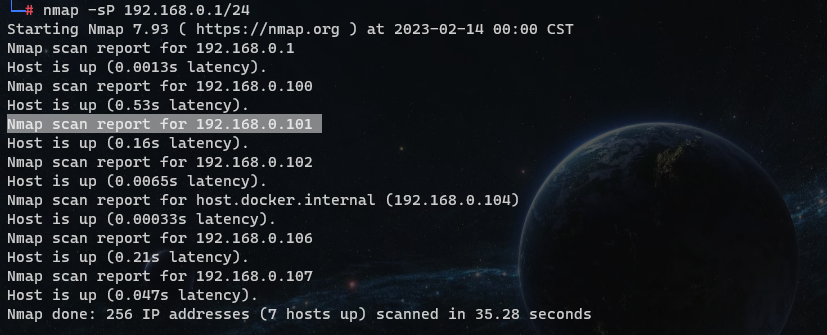 └─# nmap -sP 192.168.0.1/24
Starting Nmap 7.93 ( https://nmap.org ) at 2023-02-14 00:00 CST
Nmap scan report for 192.168.0.1
Host is up (0.0013s latency).
Nmap scan report for 192.168.0.100
Host is up (0.53s latency).
Nmap scan report for 192.168.0.101
Host is up (0.16s latency).
Nmap scan report for 192.168.0.102
Host is up (0.0065s latency).
Nmap scan report for host.docker.internal (192.168.0.104)
Host is up (0.00033s latency).
Nmap scan report for 192.168.0.106
Host is up (0.21s latency).
Nmap scan report for 192.168.0.107
Host is up (0.047s latency).
Nmap done: 256 IP addresses (7 hosts up) scanned in 35.28 seconds